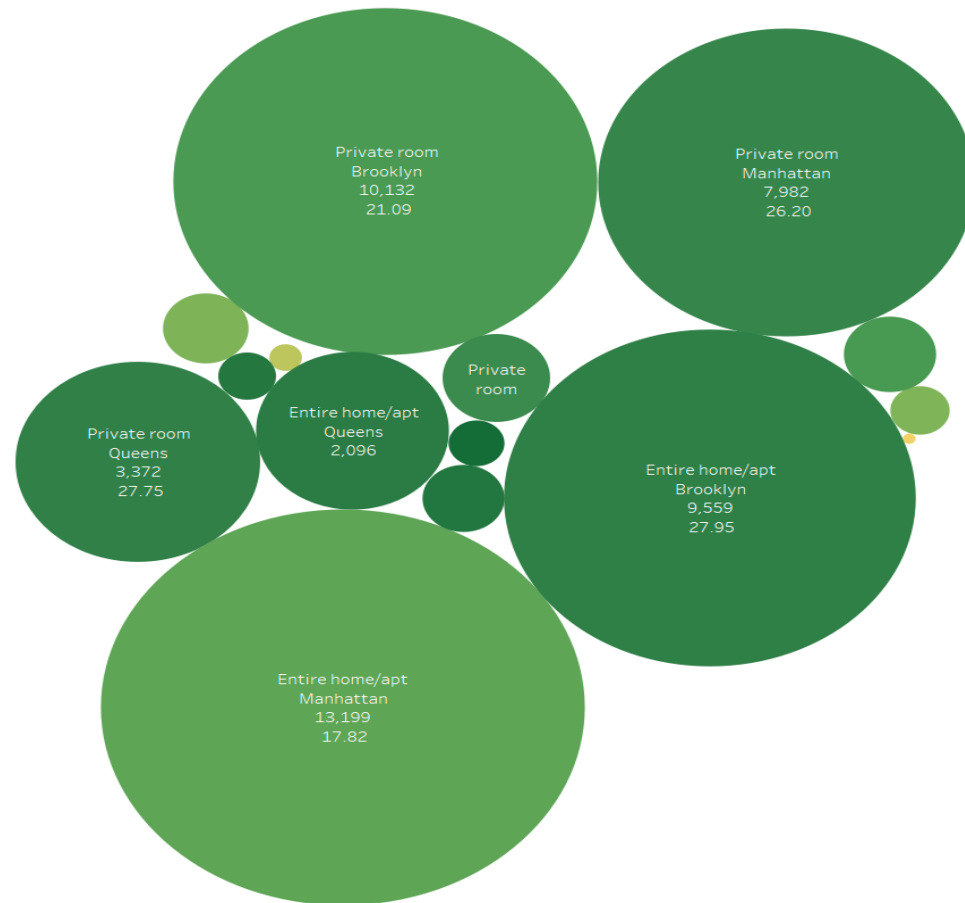 Private room
Brooklyn
10,132
21.09
Private room
Manhattan
7,982
26.20
Private
room
Entire home/apt
Queens
2,096
Private room
Queens
3,372
27.75
Entire home/apt
Brooklyn
9,559
27.95
Entire home/apt
Manhattan
13,199
17.82